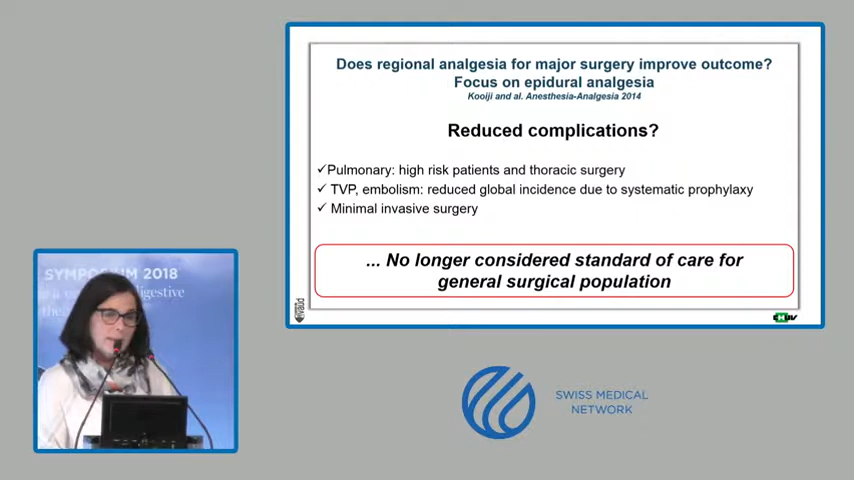 Does regional analgesia for major surgery improve outcome?
Focus on epidural analgesia
Kooiji and al. Anesthesia-Analgesia 2014
Reduced complications?
✓Pulmonary: high risk patients and thoracic surgery
✓ TVP, embolism: reduced global incidence due to systematic prophylaxy
✓ Minimal invasive surgery
... No longer considered standard of care for
general surgical population
SYMPOSIUM 2018
digestive
SWISS MEDICAL
NETWORK